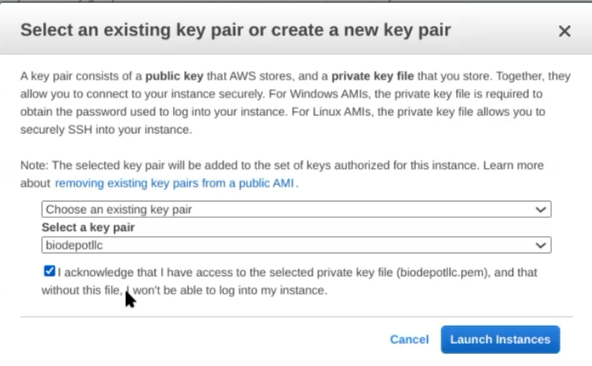 Select an existing key pair or create a new key pair
A key pair consists of a public key that AWS stores, and a private key file that you store. Together, they
allow you to connect to your instance securely. For Windows AMIs, the private key file is required to
obtain the password used to log into your instance. For Linux AMIs, the private key file allows you to
securely SSH into your instance.
Note: The selected key pair will be added to the set of keys authorized for this instance. Learn more
about removing existing key pairs from a public AMI.
Choose an existing key pair
Select a key pair
biodepotllc
I acknowledge that I have access to the selected private key file (biodepotllc.pem), and that
without this file, I won't be able to log into my instance.
Cancel Launch Instances